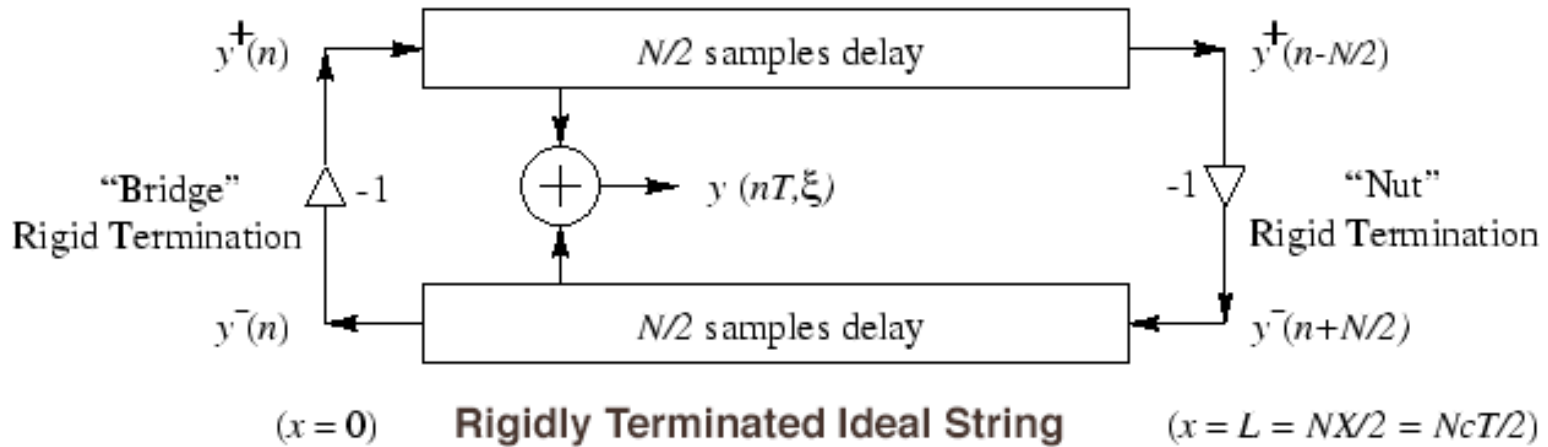 y⁺(n)
N/2 samples delay
y⁺(n-N/2)
“Bridge”
Rigid Termination
-1
y (nT,ξ)
-1
“Nut”
Rigid Termination
y⁻(n)
N/2 samples delay
y⁻(n+N/2)
(x = 0)
Rigidly Terminated Ideal String
(x = L = NX/2 = NcT/2)